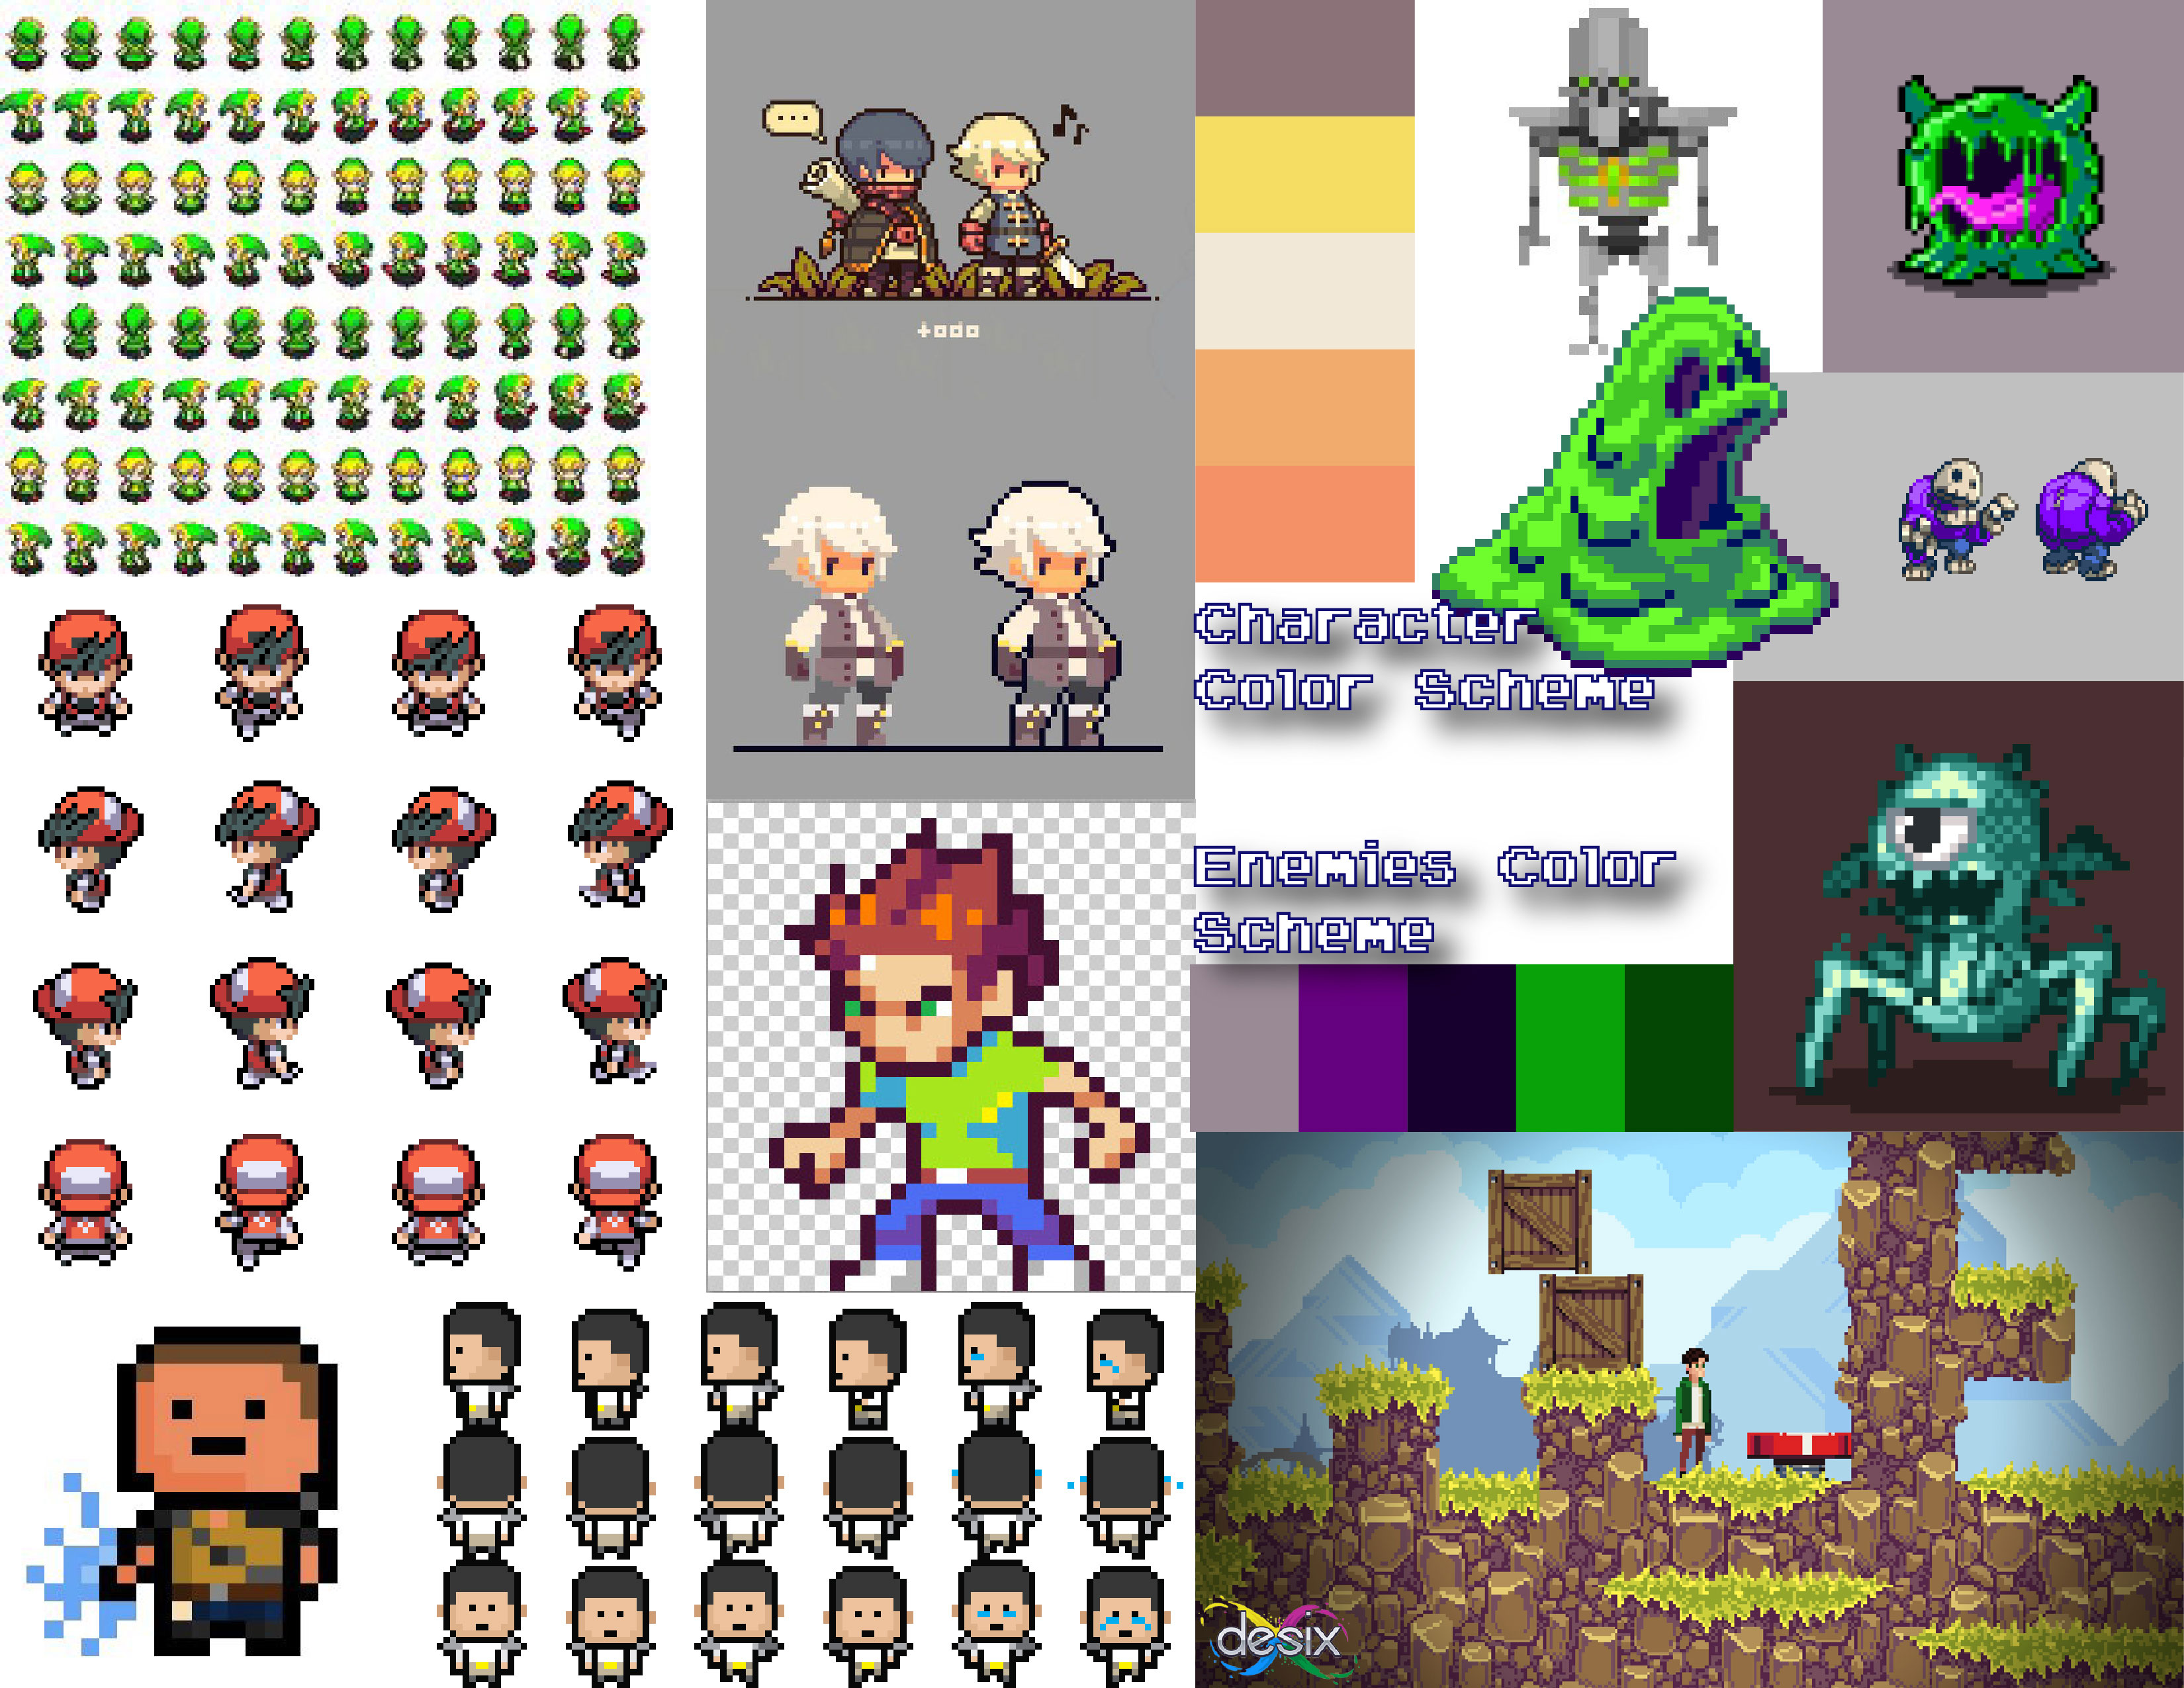 ...
todo
Character
Color Scheme
Enemies Color
Scheme
desix